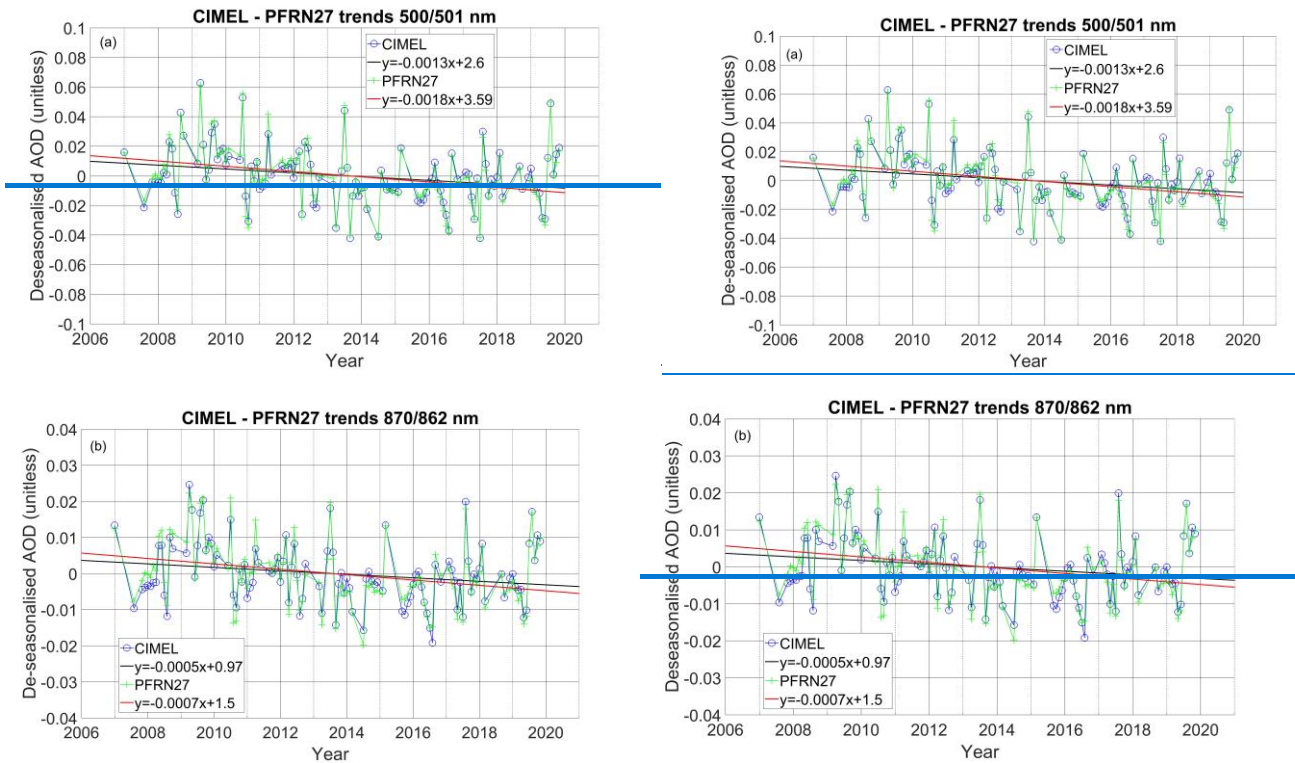 CIMEL - PFRN27 trends 500/501 nm
Deseasonalised AOD (unitless)
0.1
0.08
0.06
0.04
0.02
0
-0.02
-0.04
-0.06
-0.08
-0.1
(a)
CIMEL
y=-0.0013x+2.6
PFRN27
y=-0.0018x+3.59
2006 2008 2010 2012 2014 2016 2018 2020
Year
CIMEL - PFRN27 trends 500/501 nm
De-seasonalised AOD (unitless)
0.1
0.08
0.06
0.04
0.02
0
-0.02
-0.04
-0.06
-0.08
-0.1
(a)
CIMEL
y=-0.0013x+2.6
PFRN27
y=-0.0018x+3.59
2006 2008 2010 2012 2014 2016 2018 2020
Year
CIMEL - PFRN27 trends 870/862 nm
De-seasonalised AOD (unitless)
0.04
0.03
0.02
0.01
0
-0.01
-0.02
-0.03
-0.04
(b)
CIMEL
y=-0.0005x+0.97
PFRN27
y=-0.0007x+1.5
2006 2008 2010 2012 2014 2016 2018 2020
Year
CIMEL - PFRN27 trends 870/862 nm
Deseasonalised AOD (unitless)
0.04
0.03
0.02
0.01
0
-0.01
-0.02
-0.03
-0.04
(b)
CIMEL
y=-0.0005x+0.97
PFRN27
y=-0.0007x+1.5
2006 2008 2010 2012 2014 2016 2018 2020
Year